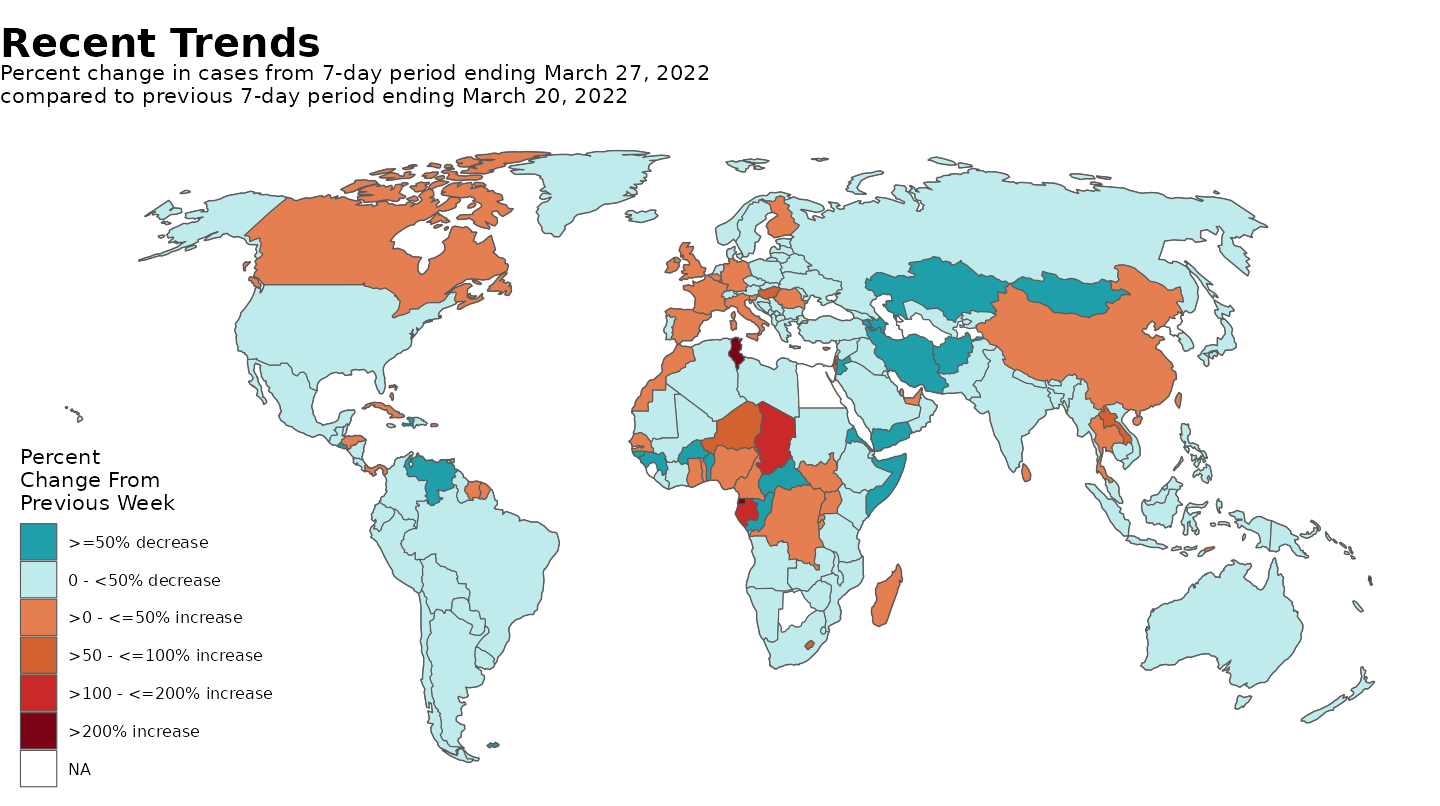 Recent Trends
Percent change in cases from 7-day period ending March 27, 2022
compared to previous 7-day period ending March 20, 2022
Percent
Change From
Previous Week
>=50% decrease
0 - <50% decrease
>0 - <=50% increase
>50 - <=100% increase
>100 - <=200% increase
>200% increase
NA